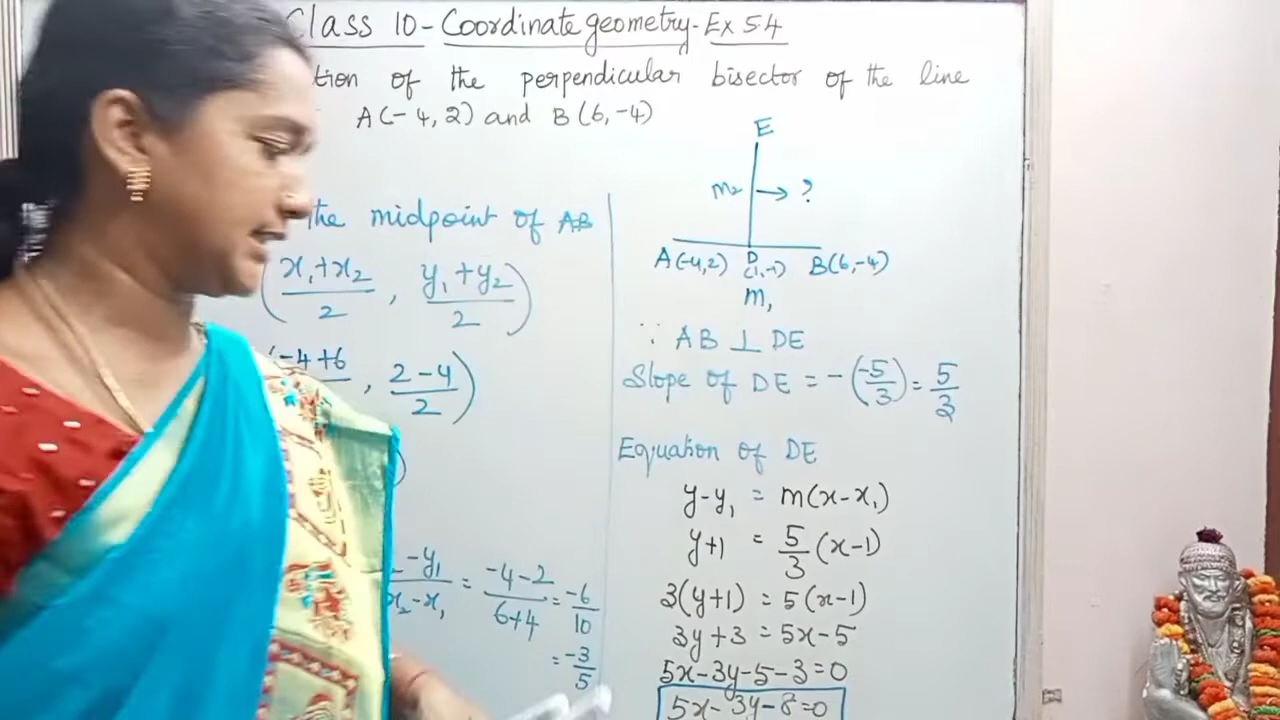 Class 10 - Coordinate geometry - Ex 5.4
tion of the perpendicular bisector of the line
A(-4, 2) and B(6, -4)
the midpoint of AB
(x₁+x₂/2 , y₁+y₂/2)
(-4+6 , 2-4/2)
)
-y₁/x₂-x₁ = -4-2/6+4 = -6/10
= -3/5
E
m₂ → ?
A(-4,2) D(1,-1) B(6,-4)
m₁
∵ AB ⊥ DE
Slope of DE = -(-5/3) = 5/3
Equation of DE
y-y₁ = m(x-x₁)
y+1 = 5/3 (x-1)
3(y+1) = 5(x-1)
3y+3 = 5x-5
5x-3y-5-3=0
5x-3y-8=0